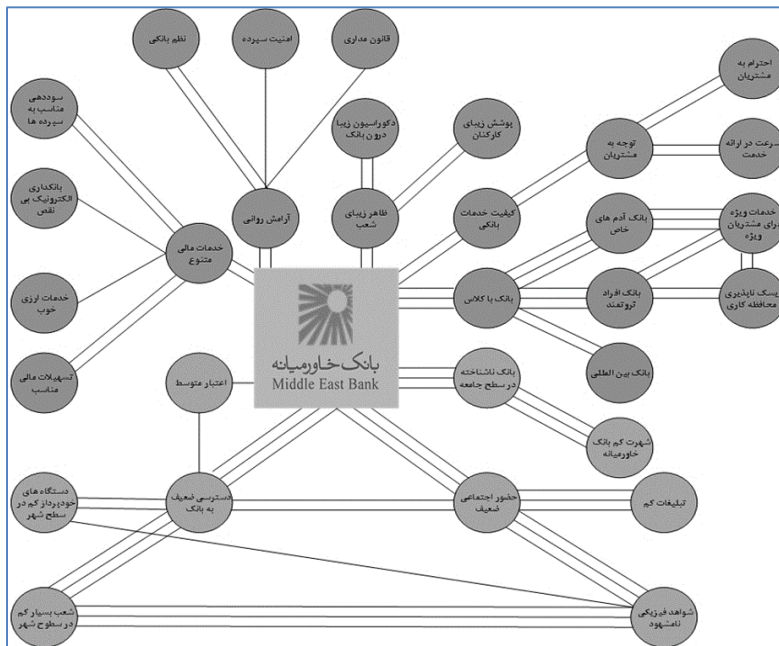 نظم بانکی
امنیت سپرده
قانون مداری
احترام به
مشتریان
سوددهی
مناسب به
سپرده ها
دکوراسیون زیبا
درون بانک
پوشش زیبای
کارکنان
توجه به
مشتریان
سرعت در ارائه
خدمت
بانکداری
الکترونیک بی
نقص
آرامش روانی
ظاهر زیبای
شعب
کیفیت خدمات
بانکی
بانک آدم های
خاص
خدمات ویژه
برای مشتریان
ویژه
خدمات مالی
متنوع
خدمات ارزی
خوب
بانک با کلاس
بانک افراد
ثروتمند
ریسک ناپذیری
محافظه کاری
بانک خاورمیانه
Middle East Bank
تسهیلات مالی
مناسب
اعتبار متوسط
بانک ناشناخته
در سطح جامعه
بانک بین المللی
شهرت کم بانک
خاورمیانه
دستگاه های
خودپرداز کم در
سطح شهر
دسترسی ضعیف
به بانک
حضور اجتماعی
ضعیف
تبلیغات کم
شعب بسیار کم
در سطوح شهر
شواهد فیزیکی
نامشهود